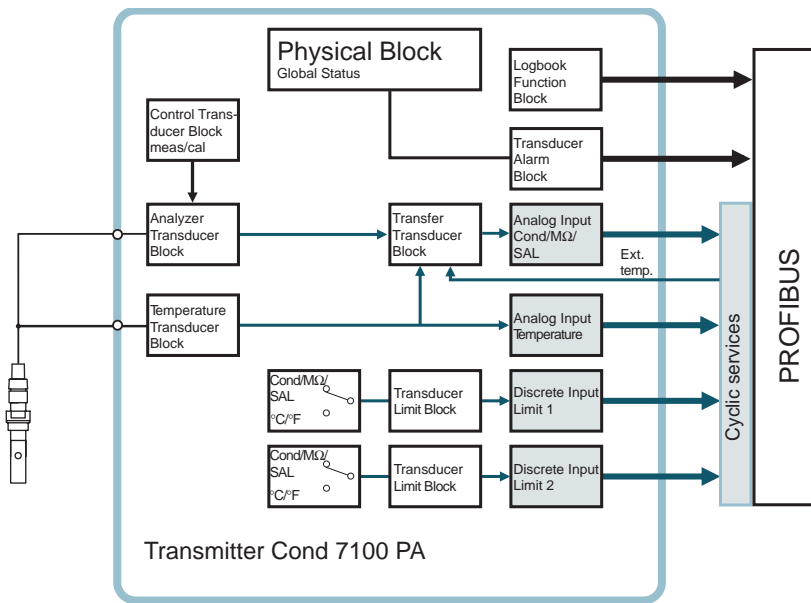 Physical Block
Global Status
Logbook
Function
Block
Control Trans-
ducer Block
meas/cal
Transducer
Alarm
Block
Analyzer
Transducer
Block
Transfer
Transducer
Block
Analog Input
Cond/MΩ/
SAL
Ext.
temp.
Temperature
Transducer
Block
Analog Input
Temperature
Cond/MΩ/
SAL
°C/°F
Transducer
Limit Block
Discrete Input
Limit 1
Cond/MΩ/
SAL
°C/°F
Transducer
Limit Block
Discrete Input
Limit 2
Cyclic services
PROFIBUS
Transmitter Cond 7100 PA